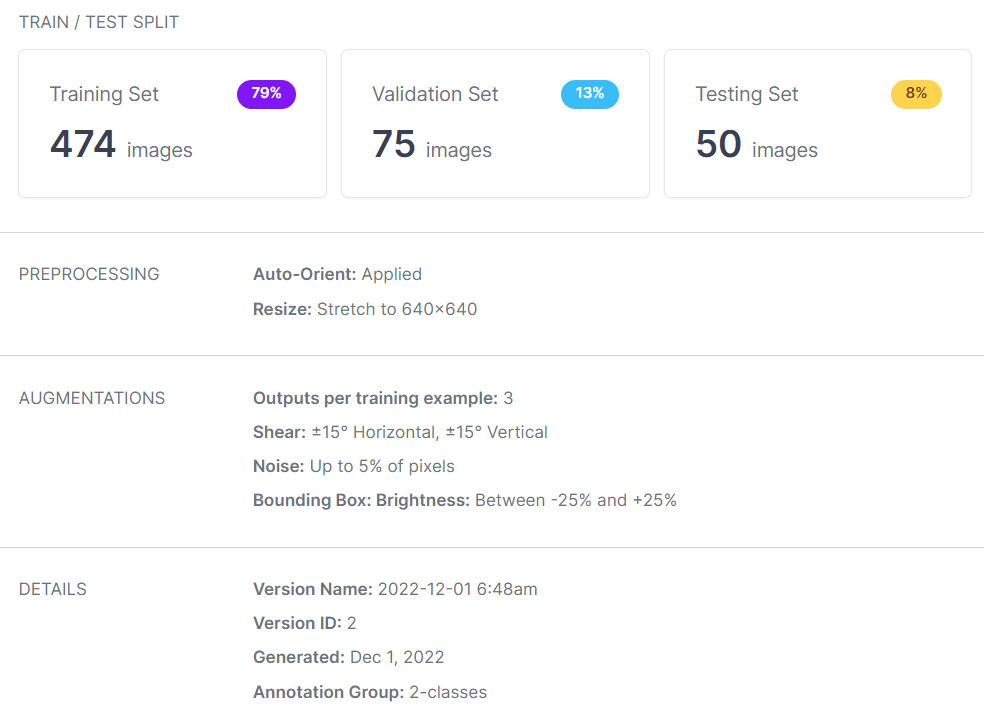 TRAIN / TEST SPLIT
Training Set 79%
474 images
Validation Set 13%
75 images
Testing Set 8%
50 images
PREPROCESSING
Auto-Orient: Applied
Resize: Stretch to 640×640
AUGMENTATIONS
Outputs per training example: 3
Shear: ±15° Horizontal, ±15° Vertical
Noise: Up to 5% of pixels
Bounding Box: Brightness: Between -25% and +25%
DETAILS
Version Name: 2022-12-01 6:48am
Version ID: 2
Generated: Dec 1, 2022
Annotation Group: 2-classes